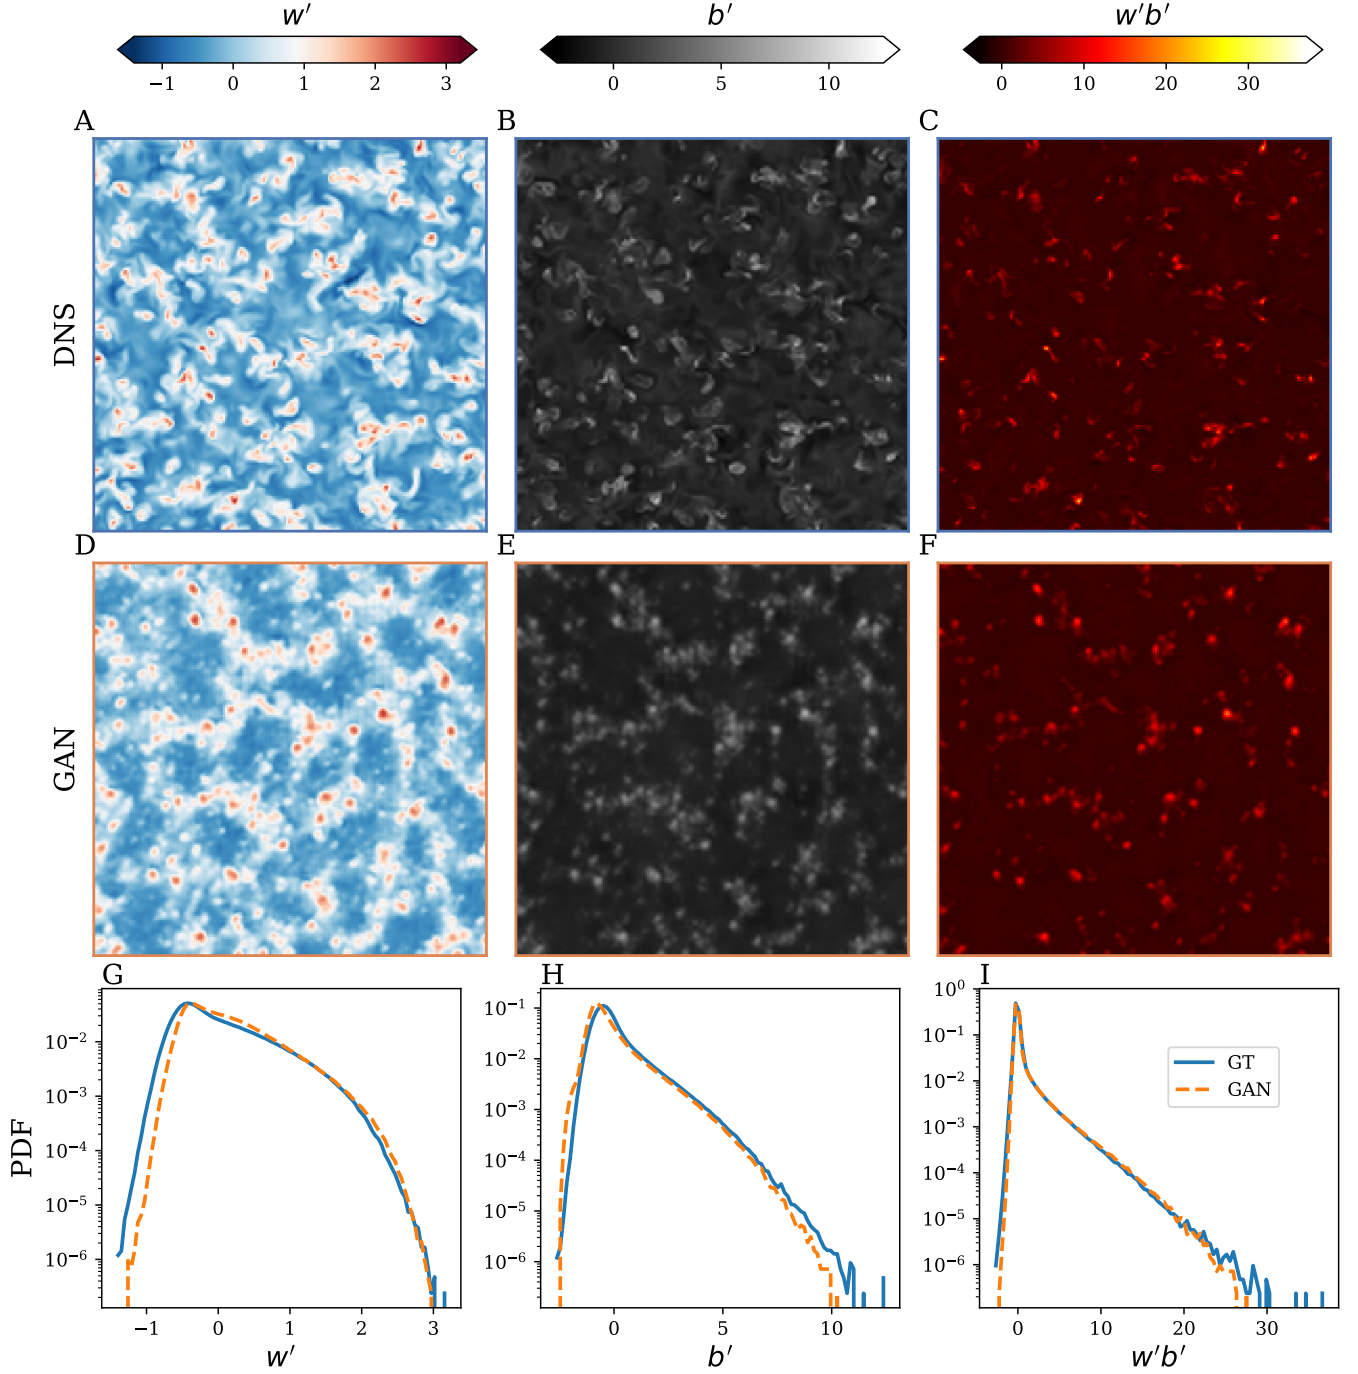 w′ b′ w′b′
−1 0 1 2 3 0 5 10 0 10 20 30
A B C
DNS
D E F
GAN
G H I
PDF
10⁻² 10⁻³ 10⁻⁴ 10⁻⁵ 10⁻⁶
10⁻¹ 10⁻² 10⁻³ 10⁻⁴ 10⁻⁵ 10⁻⁶
10⁰ 10⁻¹ 10⁻² 10⁻³ 10⁻⁴ 10⁻⁵ 10⁻⁶
GT
GAN
−1 0 1 2 3 0 5 10 0 10 20 30
w′ b′ w′b′